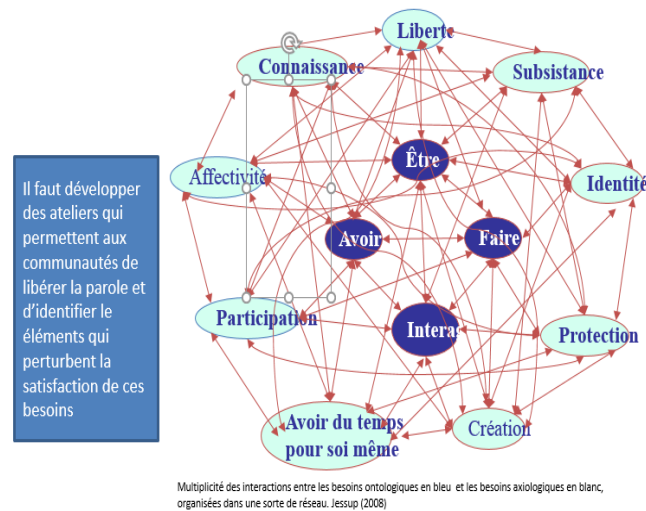 Liberté
Connaissance
Subsistance
Être
Affectivité
Identité
Il faut développer
des ateliers qui
permettent aux
communautés de
libérer la parole et
d’identifier le
éléments qui
perturbent la
satisfaction de ces
besoins
Avoir
Faire
Participation
Interas
Protection
Avoir du temps
pour soi même
Création
Multiplicité des interactions entre les besoins ontologiques en bleu et les besoins axiologiques en blanc,
organisées dans une sorte de réseau. Jessup (2008)